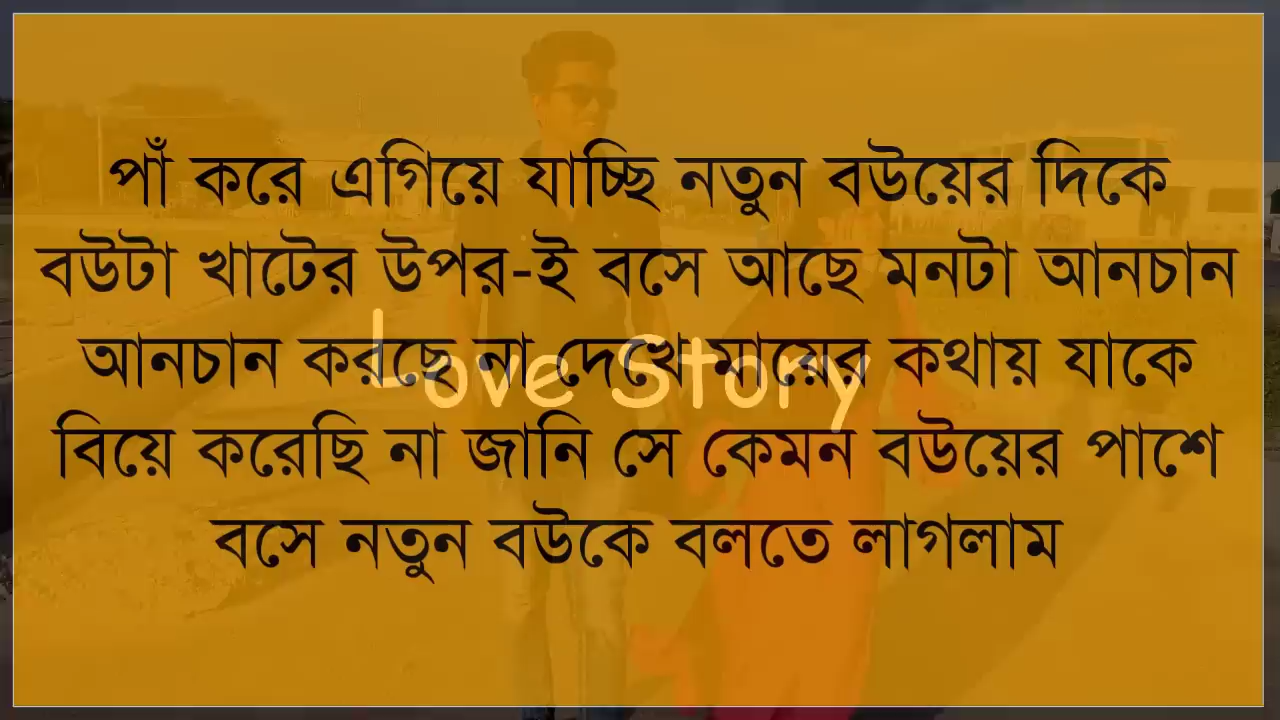 পাঁ করে এগিয়ে যাচ্ছি নতুন বউয়ের দিকে
বউটা খাটের উপর-ই বসে আছে মনটা আনচান
আনচান করছে না দেখে মায়ের কথায় যাকে
Love Story
বিয়ে করেছি না জানি সে কেমন বউয়ের পাশে
বসে নতুন বউকে বলতে লাগলাম